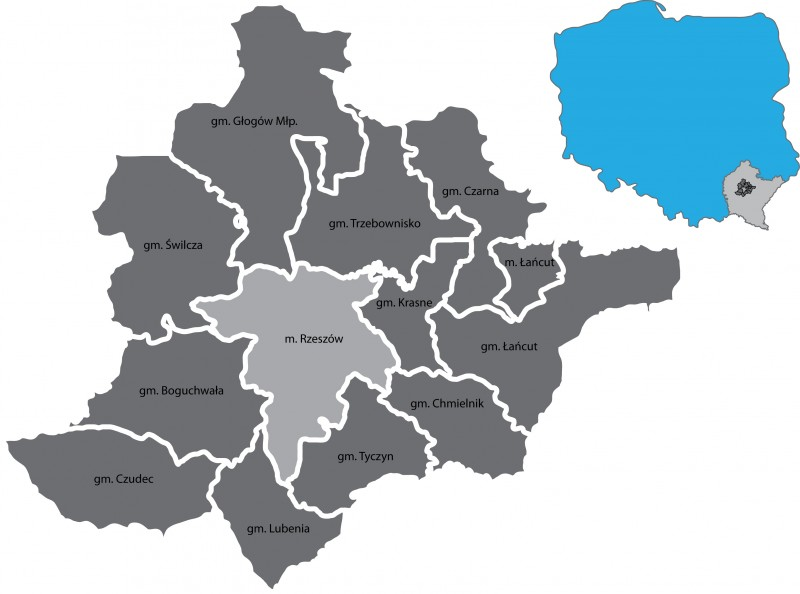 gm. Głogów Młp.
gm. Czarna
gm. Trzebownisko
gm. Świlcza
m. Łańcut
gm. Krasne
m. Rzeszów
gm. Łańcut
gm. Boguchwała
gm. Chmielnik
gm. Tyczyn
gm. Czudec
gm. Lubenia